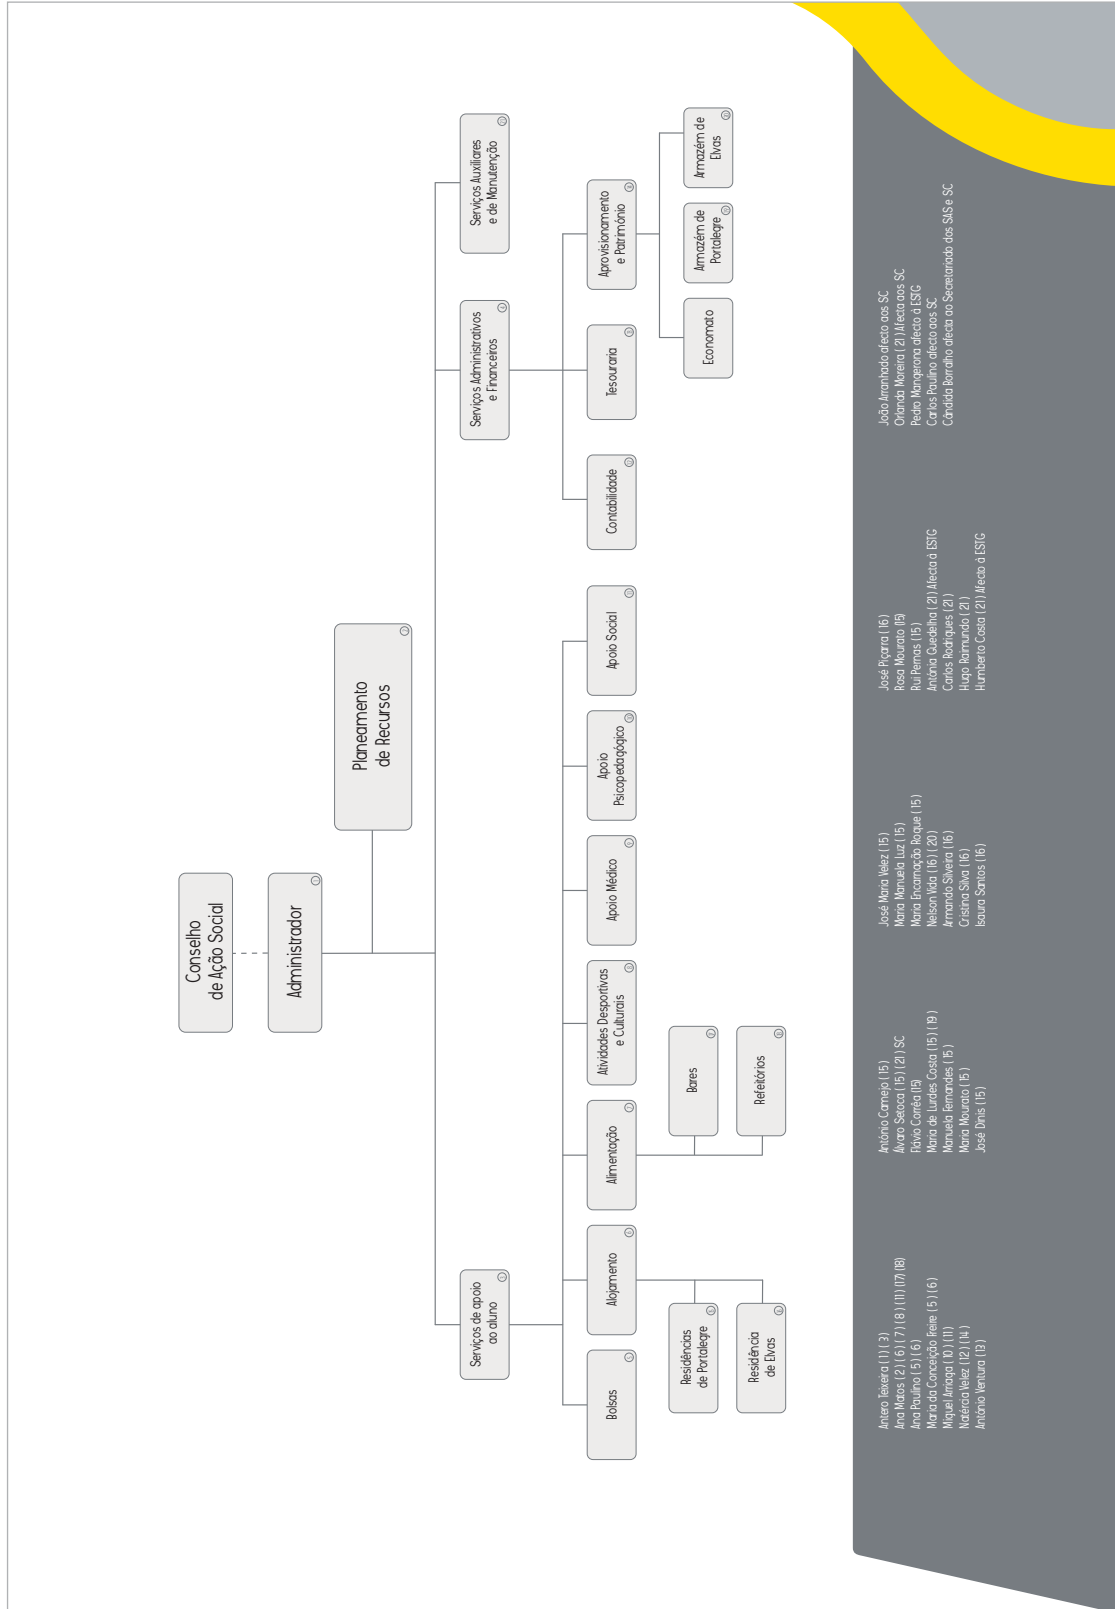 Conselho
de Ação Social
Administrador
Planeamento
de Recursos
Serviços de apoio
ao aluno
Serviços Administrativos
e Financeiros
Serviços Auxiliares
e de Manutenção
Bolsas
Alojamento
Alimentação
Atividades Desportivas
e Culturais
Apoio Médico
Apoio
Psicopedagógico
Apoio Social
Contabilidade
Tesouraria
Aprovisionamento
e Património
Residências
de Portalegre
Residência
de Elvas
Bares
Refeitórios
Economato
Armazém de
Portalegre
Armazém de
Elvas
Antero Teixeira ( 1 ) ( 3 )
Ana Matos ( 2 ) ( 6 ) ( 7 ) ( 8 ) ( 11 ) (17) (18)
Ana Paulino ( 5 ) ( 6 )
Maria da Conceição Freire ( 5 ) ( 6 )
Miguel Arriaga ( 10 ) ( 11 )
Natércia Velez ( 12 ) ( 14 )
António Ventura ( 13 )
António Carnejo ( 15 )
Álvaro Setoca ( 15 ) ( 21 ) SC
Flávio Corrêa (15)
Maria de Lurdes Costa ( 15 ) ( 19 )
Manuela Fernandes ( 15 )
Maria Mourato ( 15 )
José Dinis ( 15 )
José Maria Velez ( 15 )
Maria Manuela Luz ( 15 )
Maria Encarnação Roque ( 15 )
Nelson Vida ( 16 ) ( 20 )
Armando Silveira ( 16 )
Cristina Silva ( 16 )
Isaura Santos ( 16 )
José Piçarra ( 16 )
Rosa Mourato (15)
Rui Pernas ( 15 )
Antónia Guedelha ( 21 ) Afecta à ESTG
Carlos Rodrigues ( 21 )
Hugo Raimundo ( 21 )
Humberto Costa ( 21 ) Afecto à ESTG
João Arranhado afecto aos SC
Orlanda Moreira ( 21 ) Afecta aos SC
Pedro Mangerona afecto à ESTG
Carlos Paulino afecto aos SC
Cândida Borralho afecta ao Secretariado dos SAS e SC